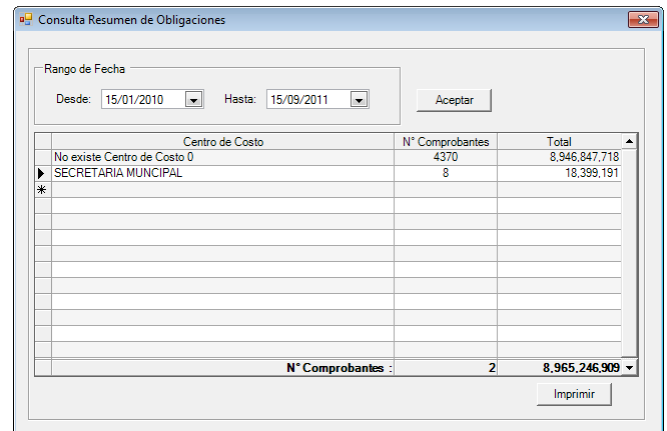 Consulta Resumen de Obligaciones
Rango de Fecha
Desde: 15/01/2010 Hasta: 15/09/2011 Aceptar
Centro de Costo N° Comprobantes Total
No existe Centro de Costo 0 4370 8,946,847,718
SECRETARIA MUNCIPAL 8 18,399,191
N° Comprobantes : 2 8,965,246,909
Imprimir